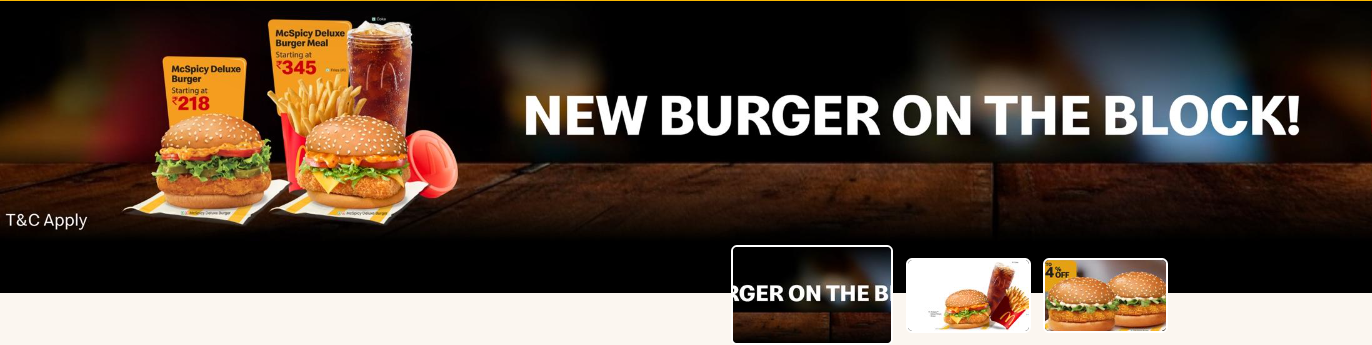 McSpicy Deluxe
Burger Meal
Starting at
₹345
McSpicy Deluxe
Burger
Starting at
₹218
NEW BURGER ON THE BLOCK!
T&C Apply
RGER ON THE B
4%
OFF